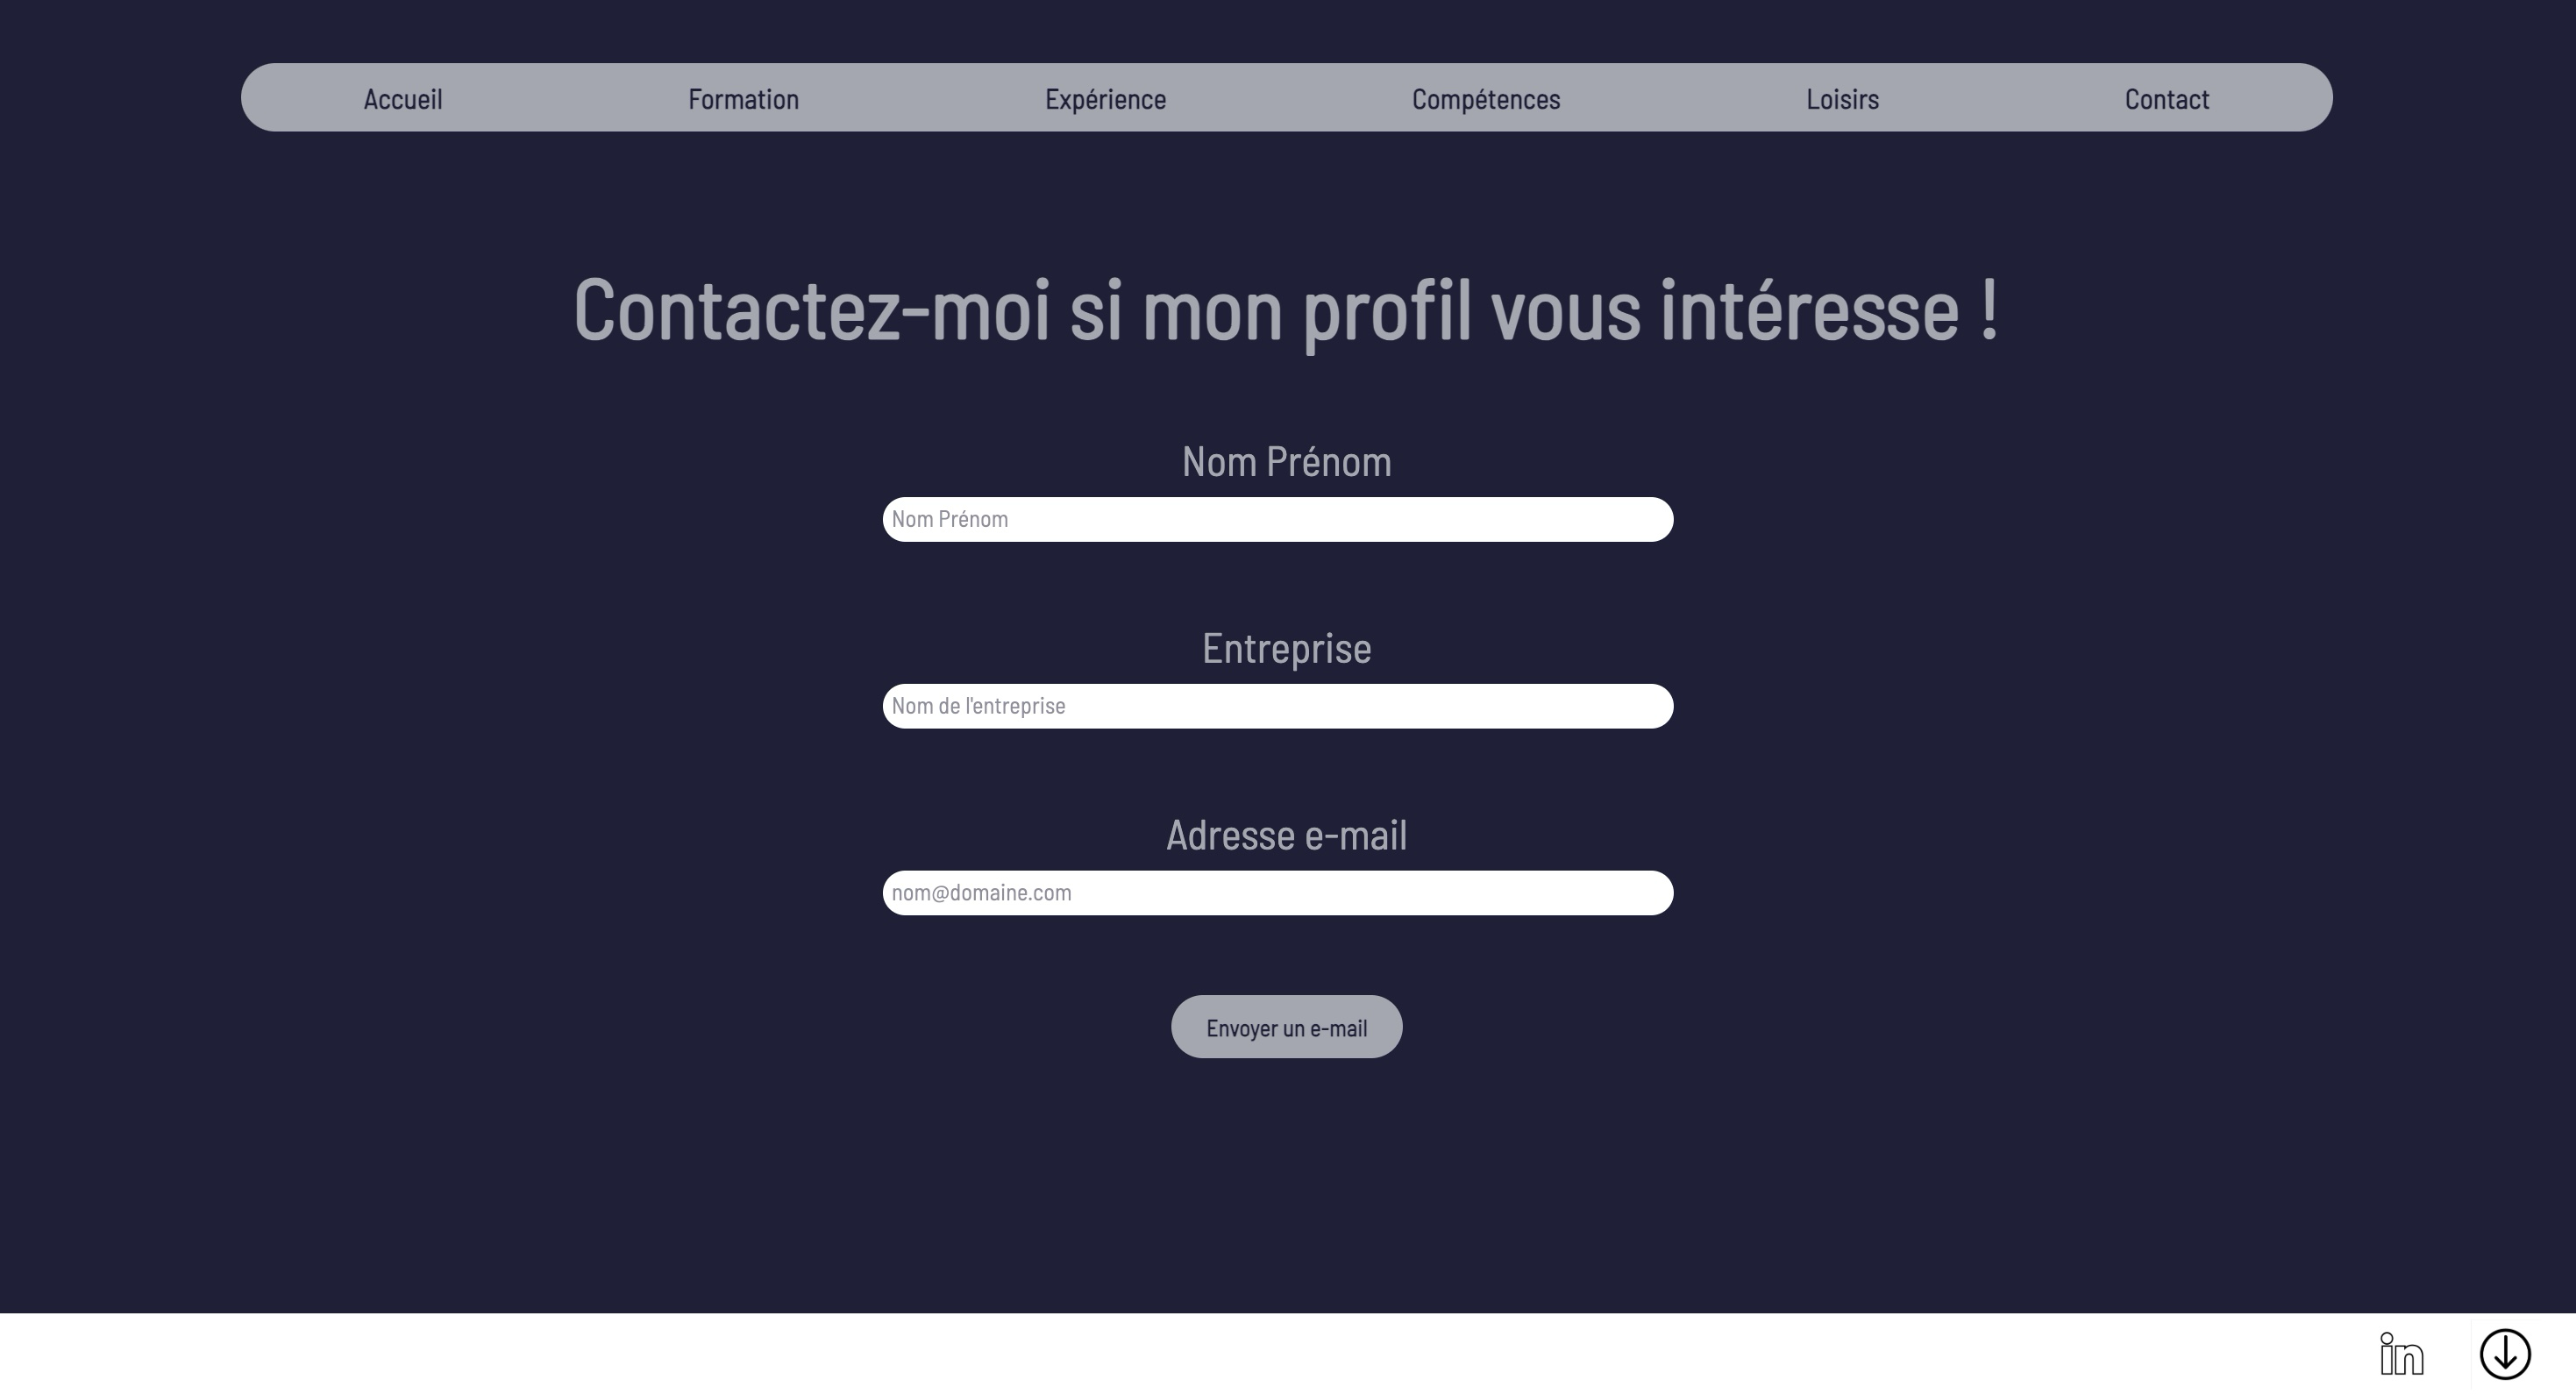 Accueil Formation Expérience Compétences Loisirs Contact
Contactez-moi si mon profil vous intéresse !
Nom Prénom
Nom Prénom
Entreprise
Nom de l'entreprise
Adresse e-mail
nom@domaine.com
Envoyer un e-mail
in